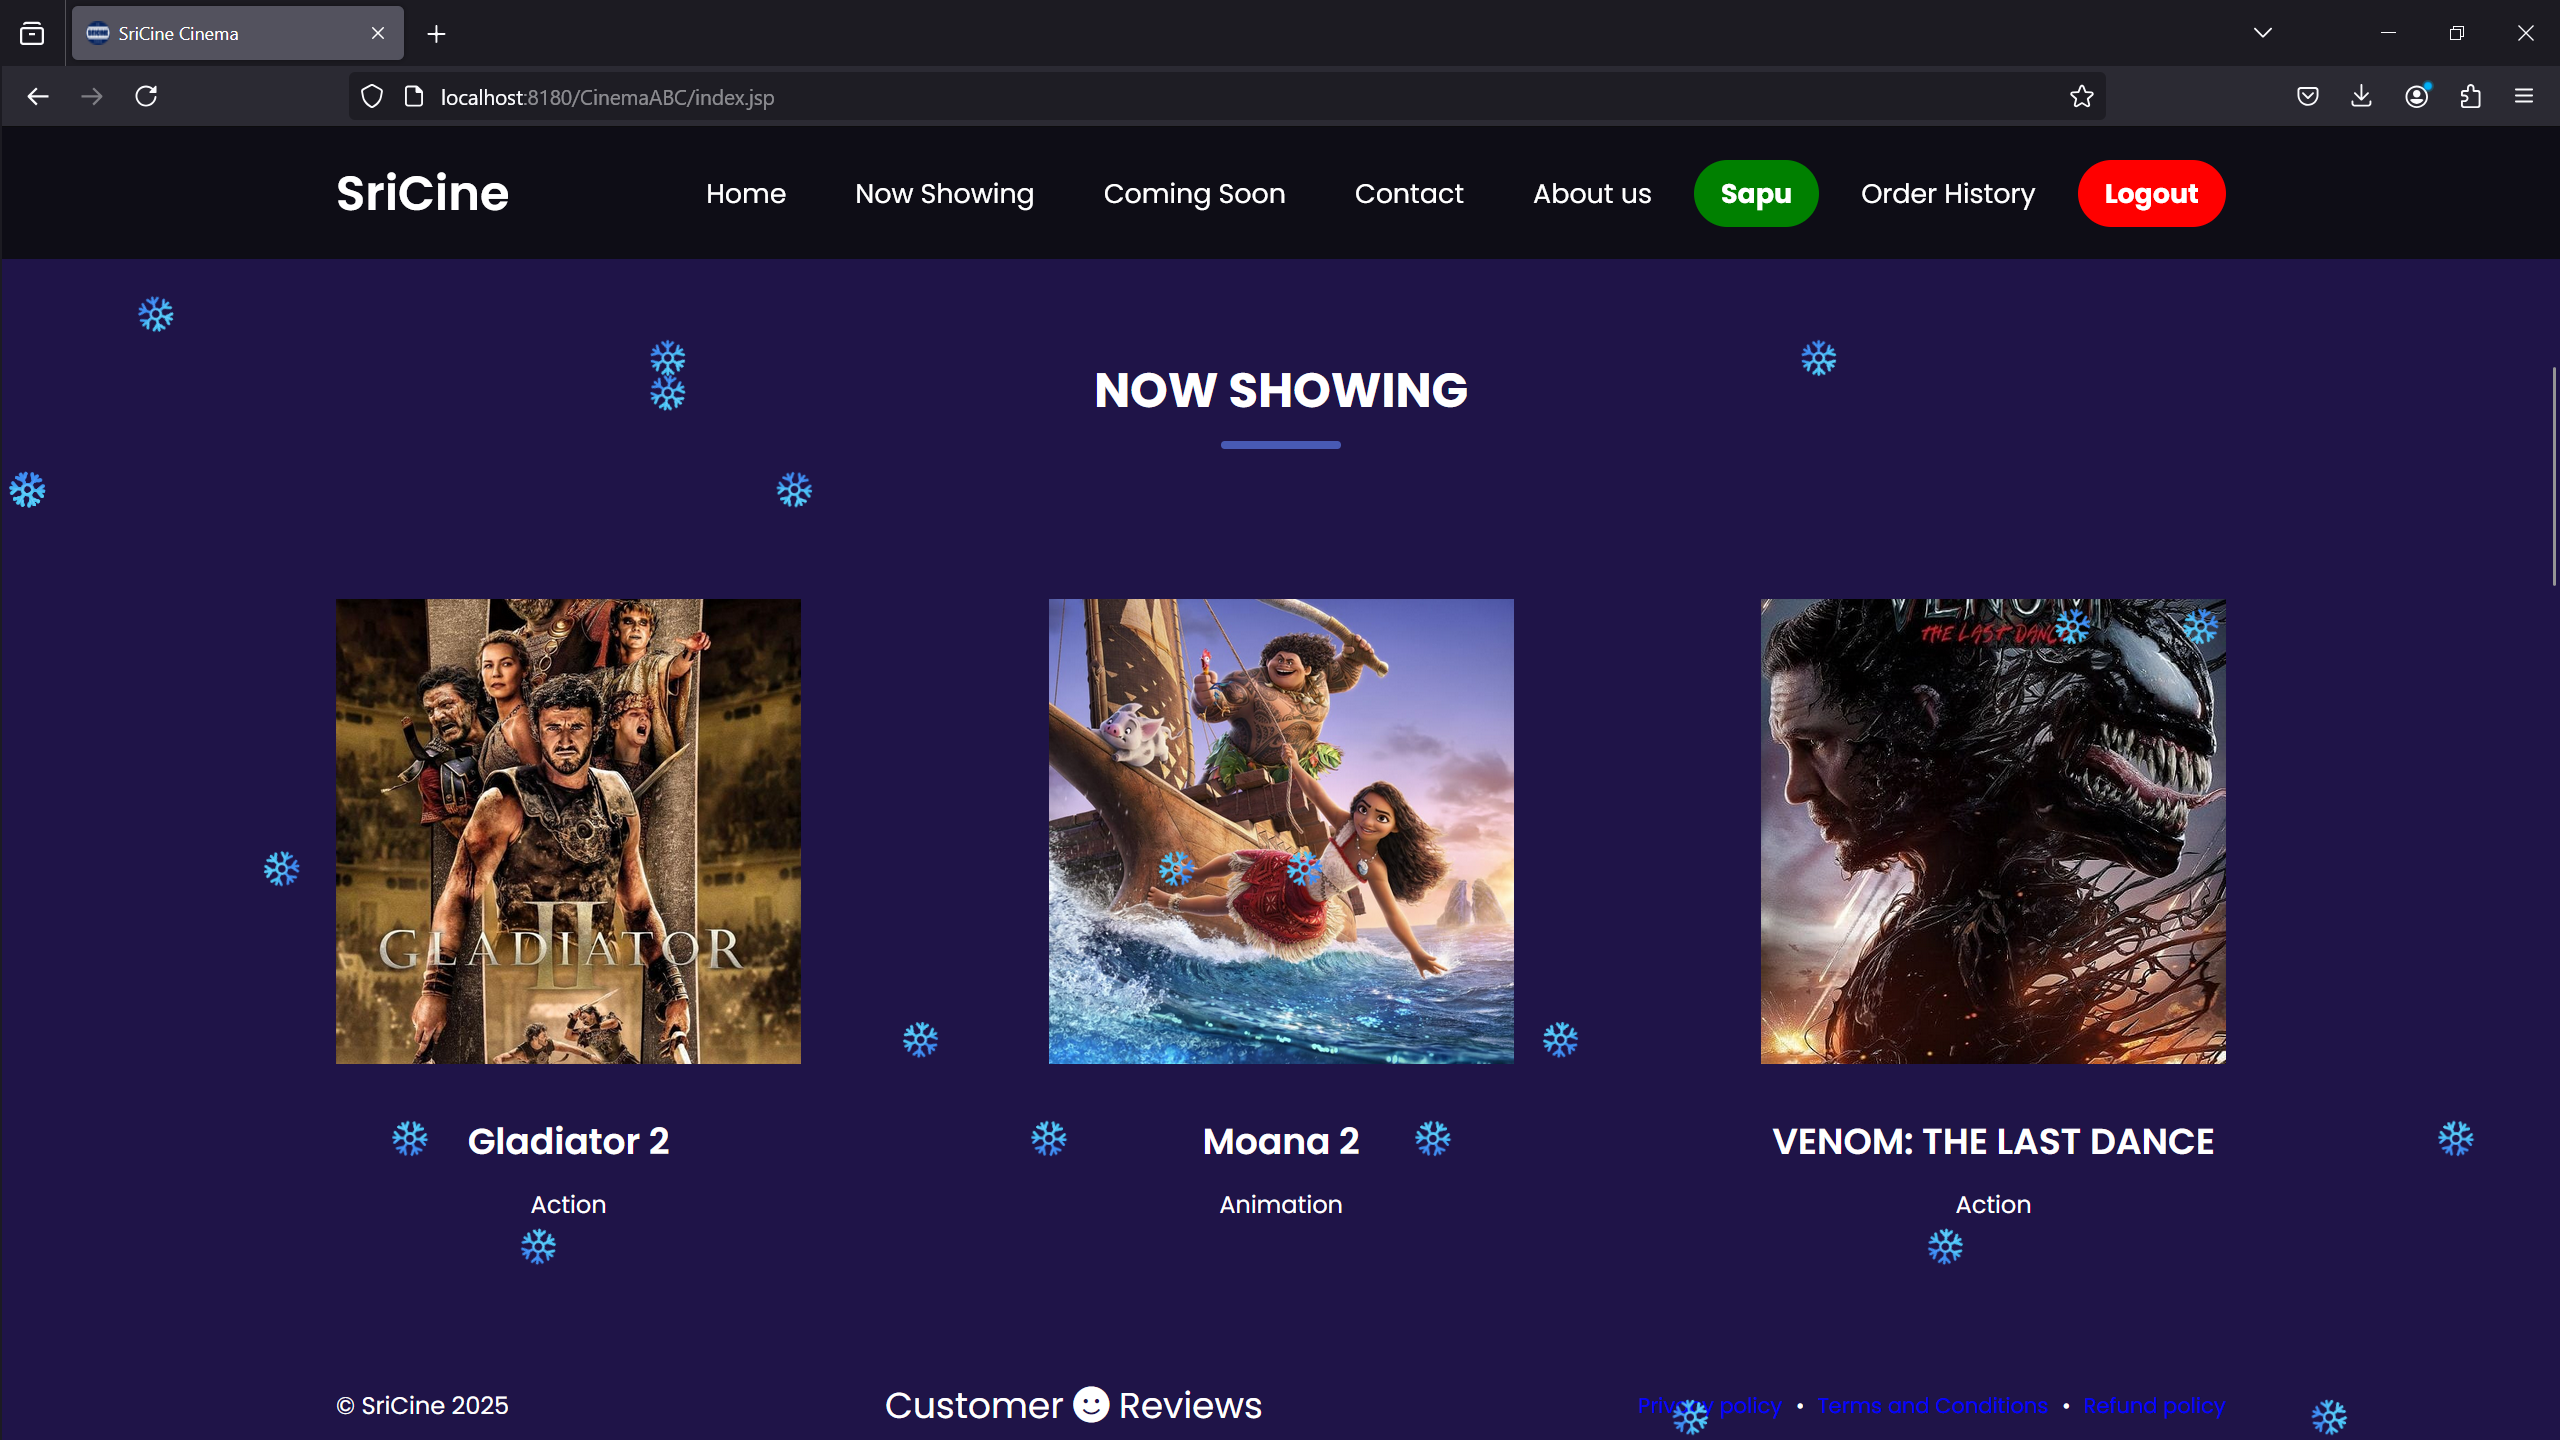 SriCine Cinema
localhost:8180/CinemaABC/index.jsp
SriCine Home Now Showing Coming Soon Contact About us Sapu Order History Logout
NOW SHOWING
GLADIATOR
II
VENOM
THE LAST DANCE
Gladiator 2 Moana 2 VENOM: THE LAST DANCE
Action Animation Action
© SriCine 2025 Customer Reviews Privacy policy • Terms and Conditions • Refund policy